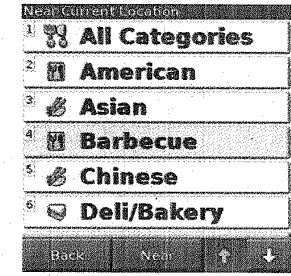 Near Current Location
1 All Categories
2 American
3 Asian
4 Barbecue
5 Chinese
6 Deli/Bakery
Back Near